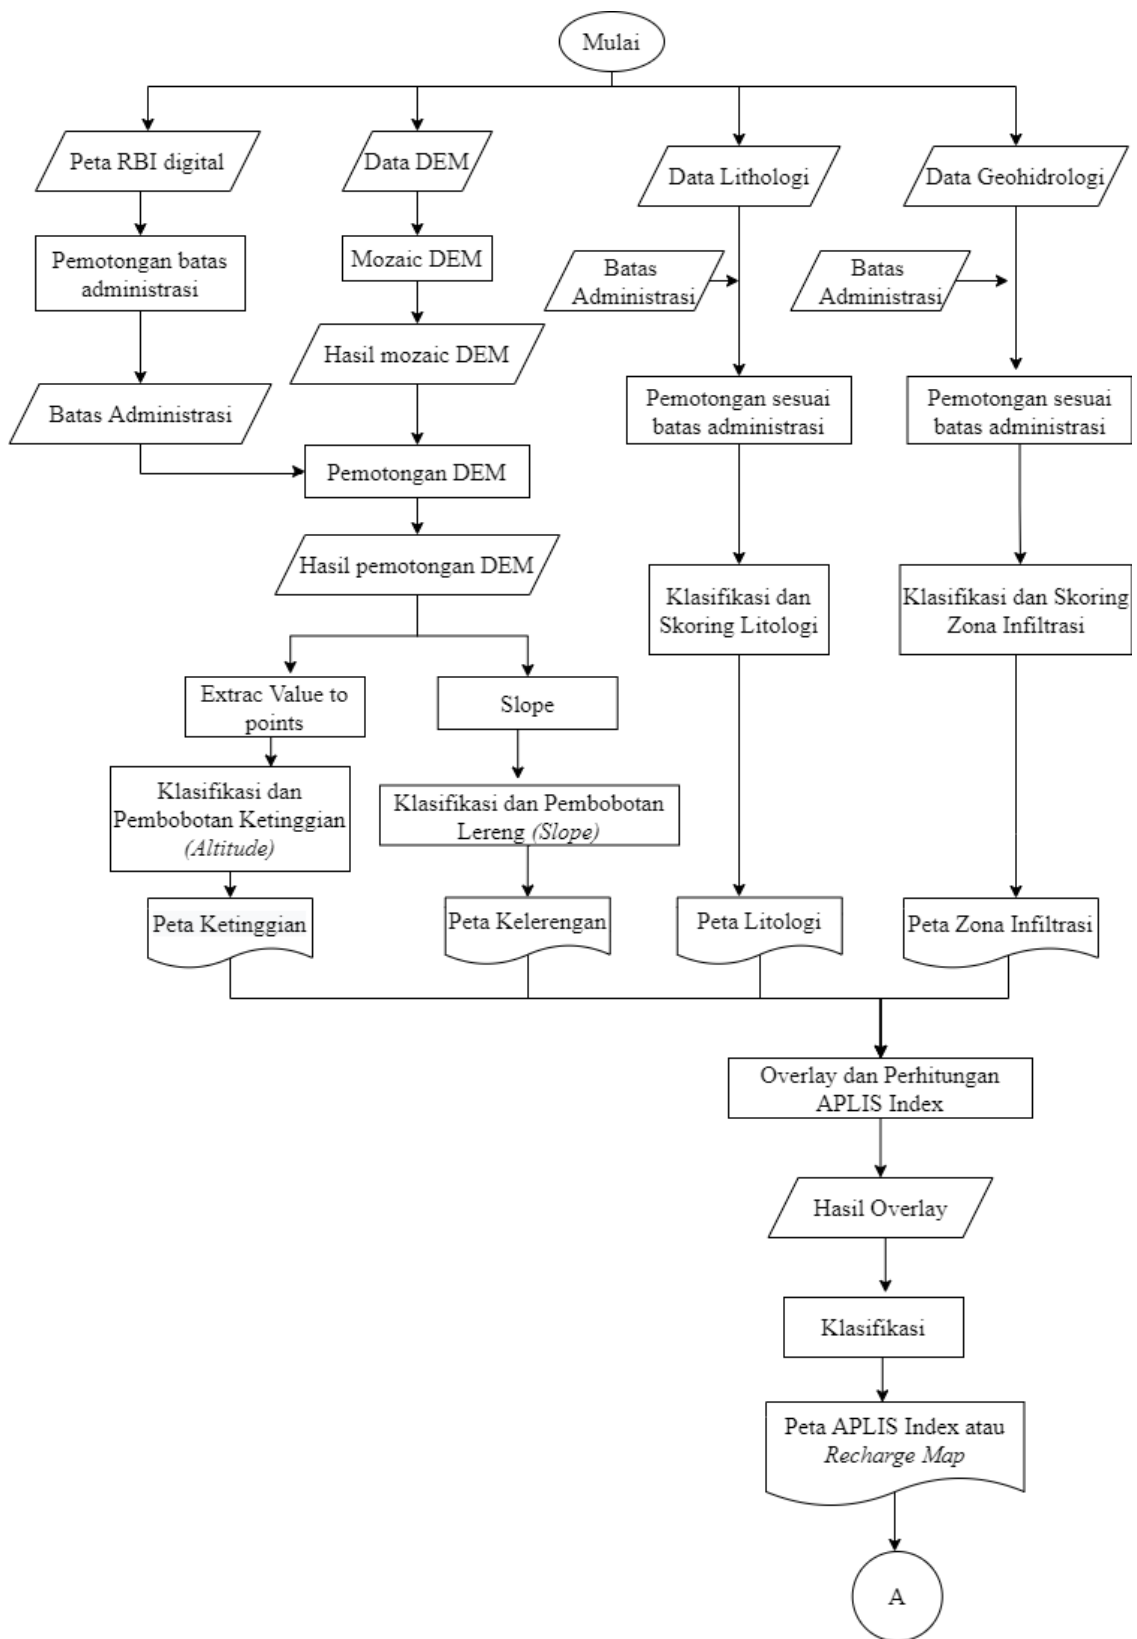 Mulai
Peta RBI digital
Data DEM
Data Lithologi
Data Geohidrologi
Pemotongan batas
administrasi
Mozaic DEM
Batas
Administrasi
Batas
Administrasi
Hasil mozaic DEM
Batas Administrasi
Pemotongan sesuai
batas administrasi
Pemotongan sesuai
batas administrasi
Pemotongan DEM
Hasil pemotongan DEM
Klasifikasi dan
Skoring Litologi
Klasifikasi dan Skoring
Zona Infiltrasi
Extrac Value to
points
Slope
Klasifikasi dan
Pembobotan Ketinggian
(Altitude)
Klasifikasi dan Pembobotan
Lereng (Slope)
Peta Ketinggian
Peta Kelerengan
Peta Litologi
Peta Zona Infiltrasi
Overlay dan Perhitungan
APLIS Index
Hasil Overlay
Klasifikasi
Peta APLIS Index atau
Recharge Map
A